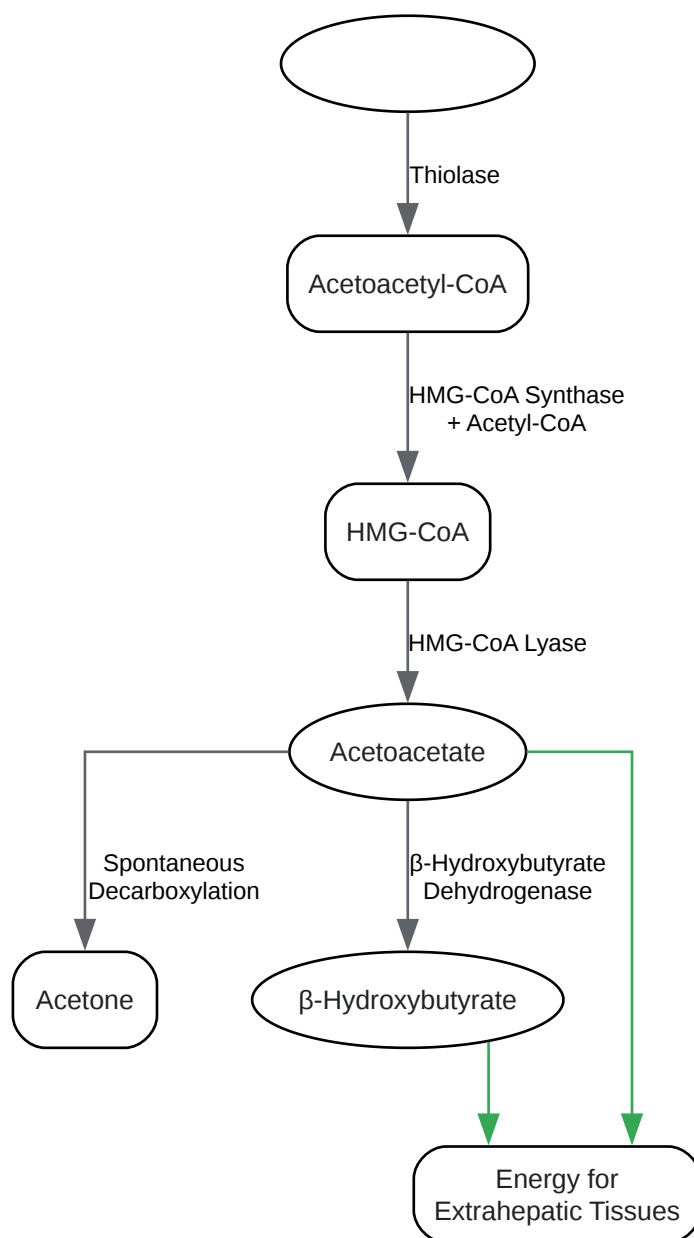 Thiolase
Acetoacetyl-CoA
HMG-CoA Synthase
+ Acetyl-CoA
HMG-CoA
HMG-CoA Lyase
Acetoacetate
Spontaneous
Decarboxylation
β-Hydroxybutyrate
Dehydrogenase
Acetone
β-Hydroxybutyrate
Energy for
Extrahepatic Tissues